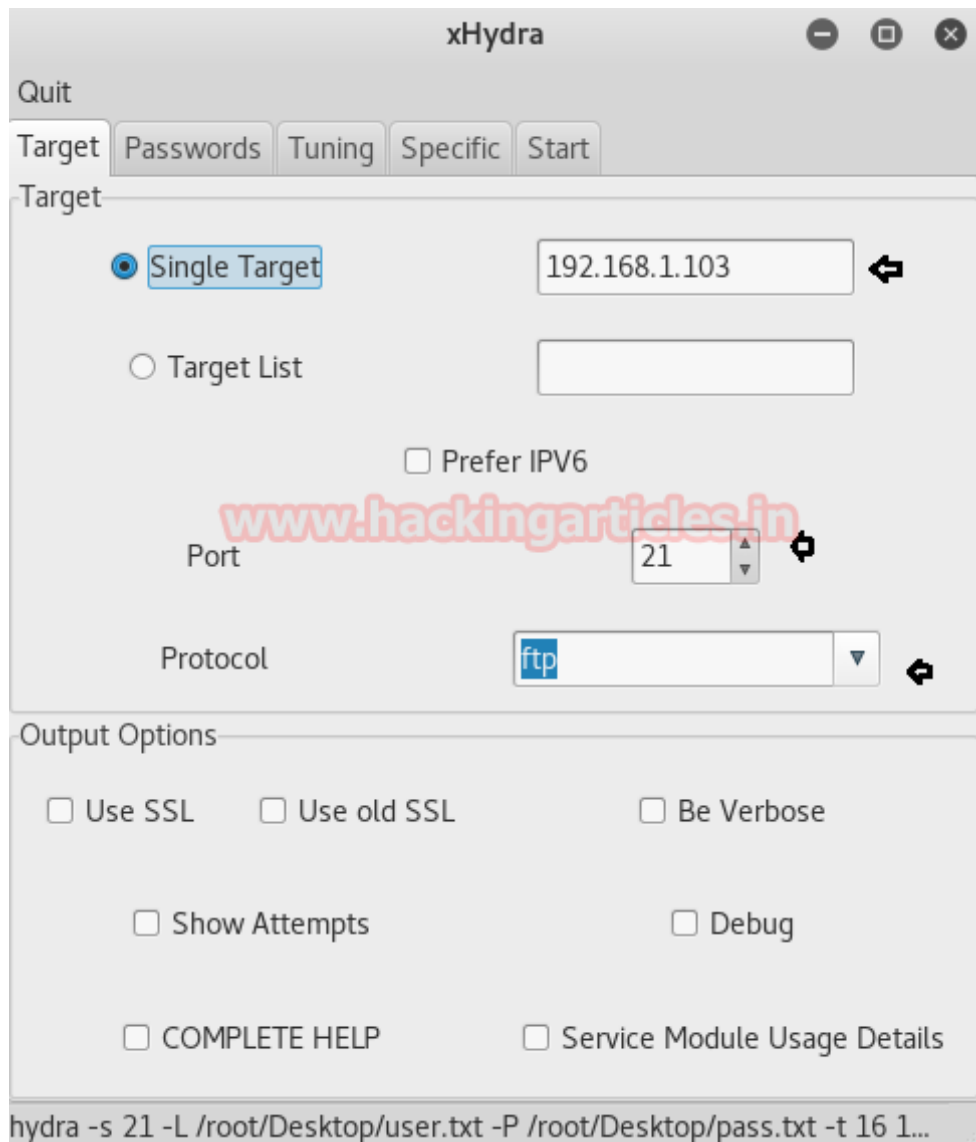 xHydra
Quit
Target Passwords Tuning Specific Start
Target
Single Target 192.168.1.103
Target List
Prefer IPV6
www.hackingarticles.in
Port 21
Protocol ftp
Output Options
Use SSL Use old SSL Be Verbose
Show Attempts Debug
COMPLETE HELP Service Module Usage Details
hydra -s 21 -L /root/Desktop/user.txt -P /root/Desktop/pass.txt -t 16 1...